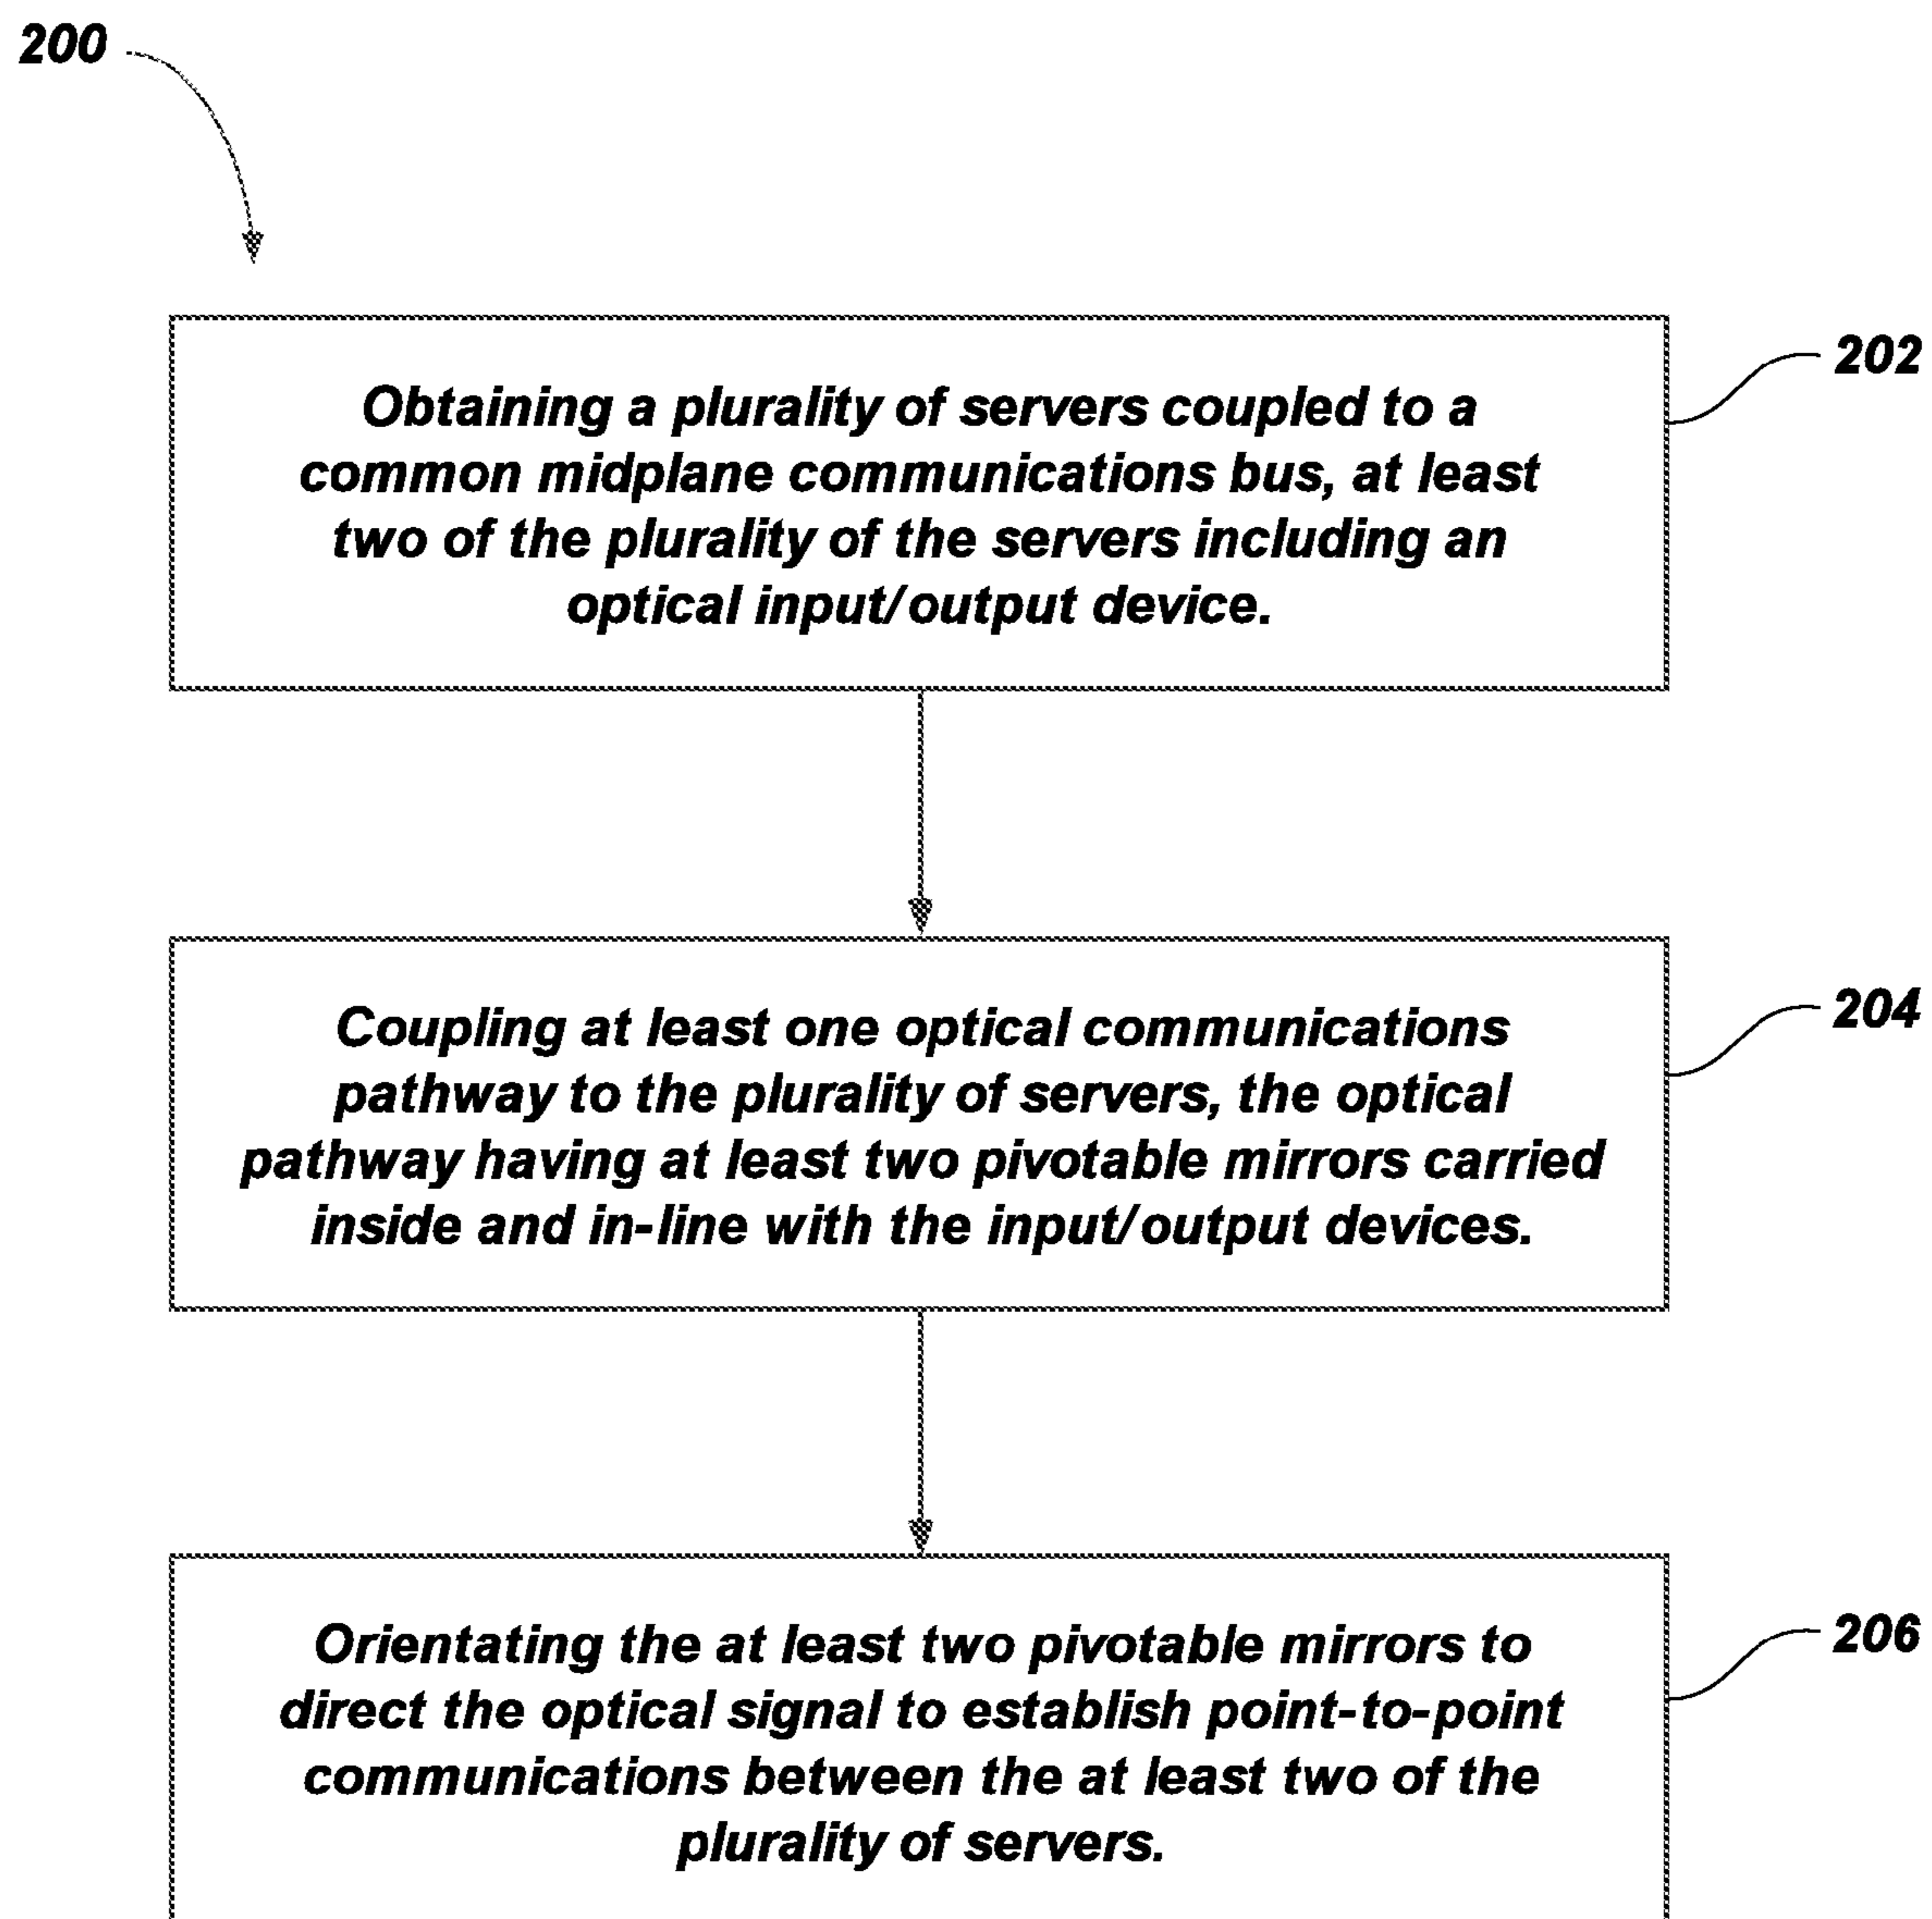 200
202
Obtaining a plurality of servers coupled to a
common midplane communications bus, at least
two of the plurality of the servers including an
optical input/output device.
204
Coupling at least one optical communications
pathway to the plurality of servers, the optical
pathway having at least two pivotable mirrors carried
inside and in-line with the input/output devices.
206
Orientating the at least two pivotable mirrors to
direct the optical signal to establish point-to-point
communications between the at least two of the
plurality of servers.